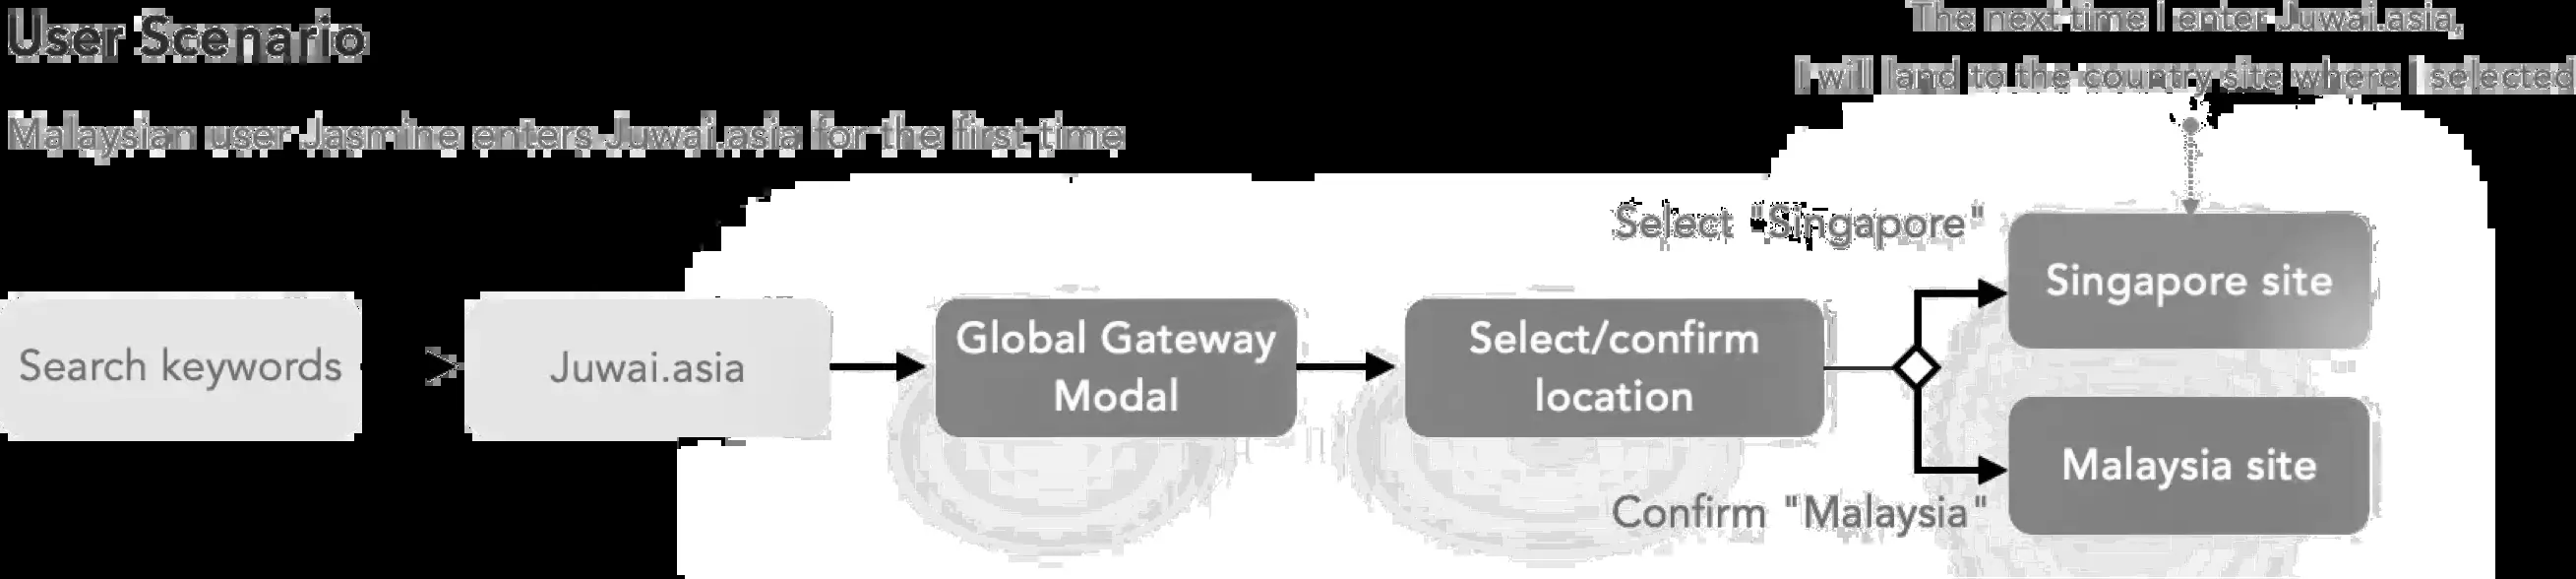 User Scenario
Malaysian user Jasmine enters Juwai.asia for the first time
The next time I enter Juwai.asia,
I will land to the country site where I selected
Search keywords
Juwai.asia
Global Gateway
Modal
Select/confirm
location
Select "Singapore"
Singapore site
Confirm "Malaysia"
Malaysia site